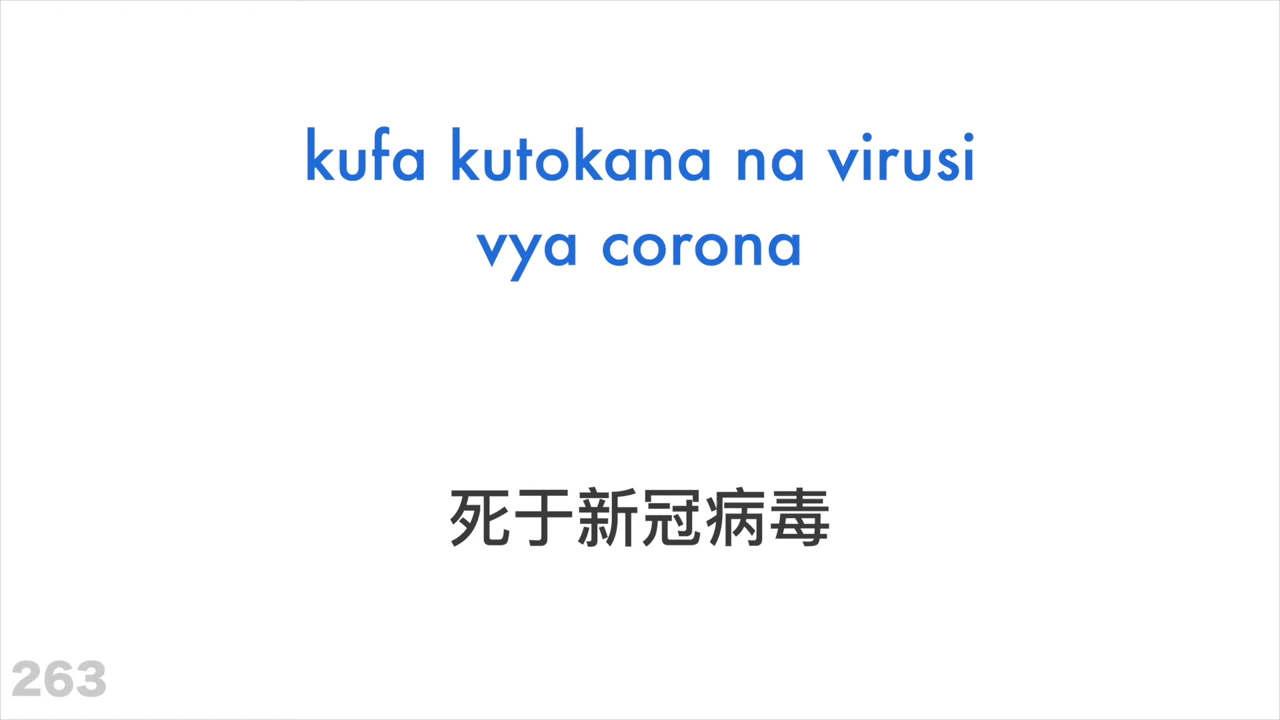 kufa kutokana na virusi
vya corona
死于新冠病毒
263